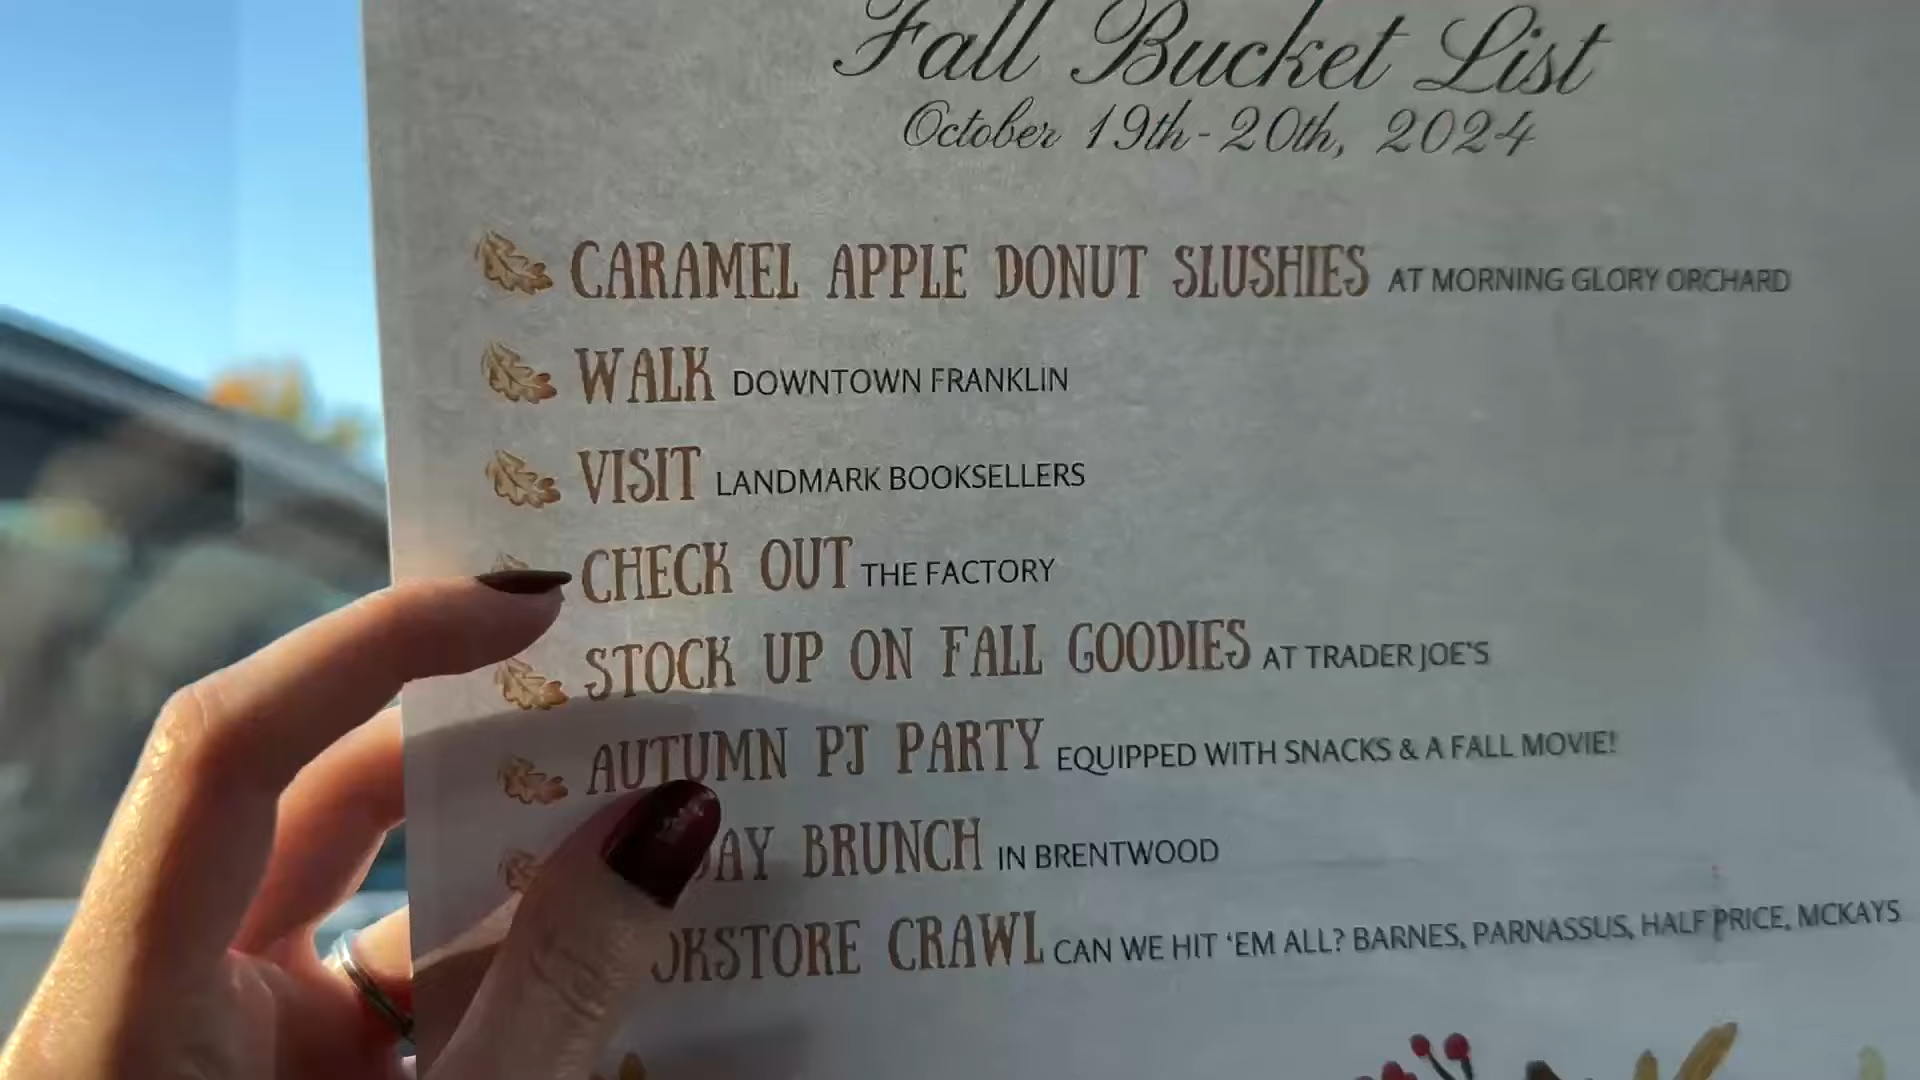 Fall Bucket List
October 19th-20th, 2024
CARAMEL APPLE DONUT SLUSHIES AT MORNING GLORY ORCHARD
WALK DOWNTOWN FRANKLIN
VISIT LANDMARK BOOKSELLERS
CHECK OUT THE FACTORY
STOCK UP ON FALL GOODIES AT TRADER JOE'S
AUTUMN PJ PARTY EQUIPPED WITH SNACKS & A FALL MOVIE!
BRUNCH IN BRENTWOOD
CRAWL CAN WE HIT 'EM ALL? BARNES, PARNASSUS, HALF PRICE, MCKAYS